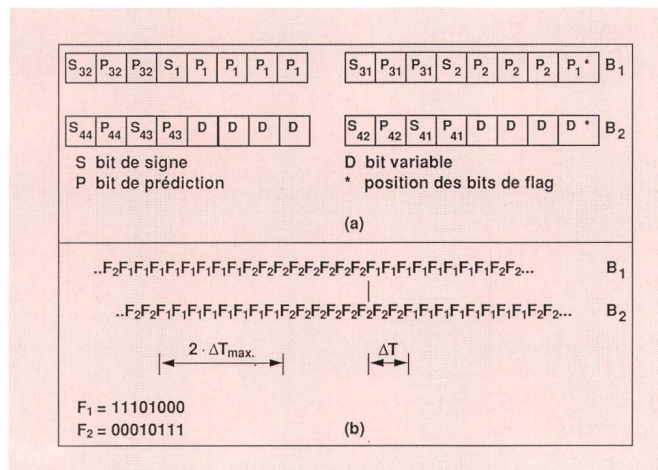 S₃₂ P₃₂ P₃₂ S₁ P₁ P₁ P₁ P₁ S₃₁ P₃₁ P₃₁ S₂ P₂ P₂ P₂ P₁* B₁
S₄₄ P₄₄ S₄₃ P₄₃ D D D D S₄₂ P₄₂ S₄₁ P₄₁ D D D D* B₂
S bit de signe D bit variable
P bit de prédiction * position des bits de flag
(a)
..F₂F₁F₁F₁F₁F₁F₁F₁F₁F₂F₂F₂F₂F₂F₂F₂F₂F₁F₁F₁F₁F₁F₁F₁F₁F₂F₂... B₁
..F₂F₂F₁F₁F₁F₁F₁F₁F₁F₁F₂F₂F₂F₂F₂F₂F₂F₂F₁F₁F₁F₁F₁F₁F₁F₁F₂F₂... B₂
2 · ΔTmax. ΔT
F₁ = 11101000
F₂ = 00010111 (b)